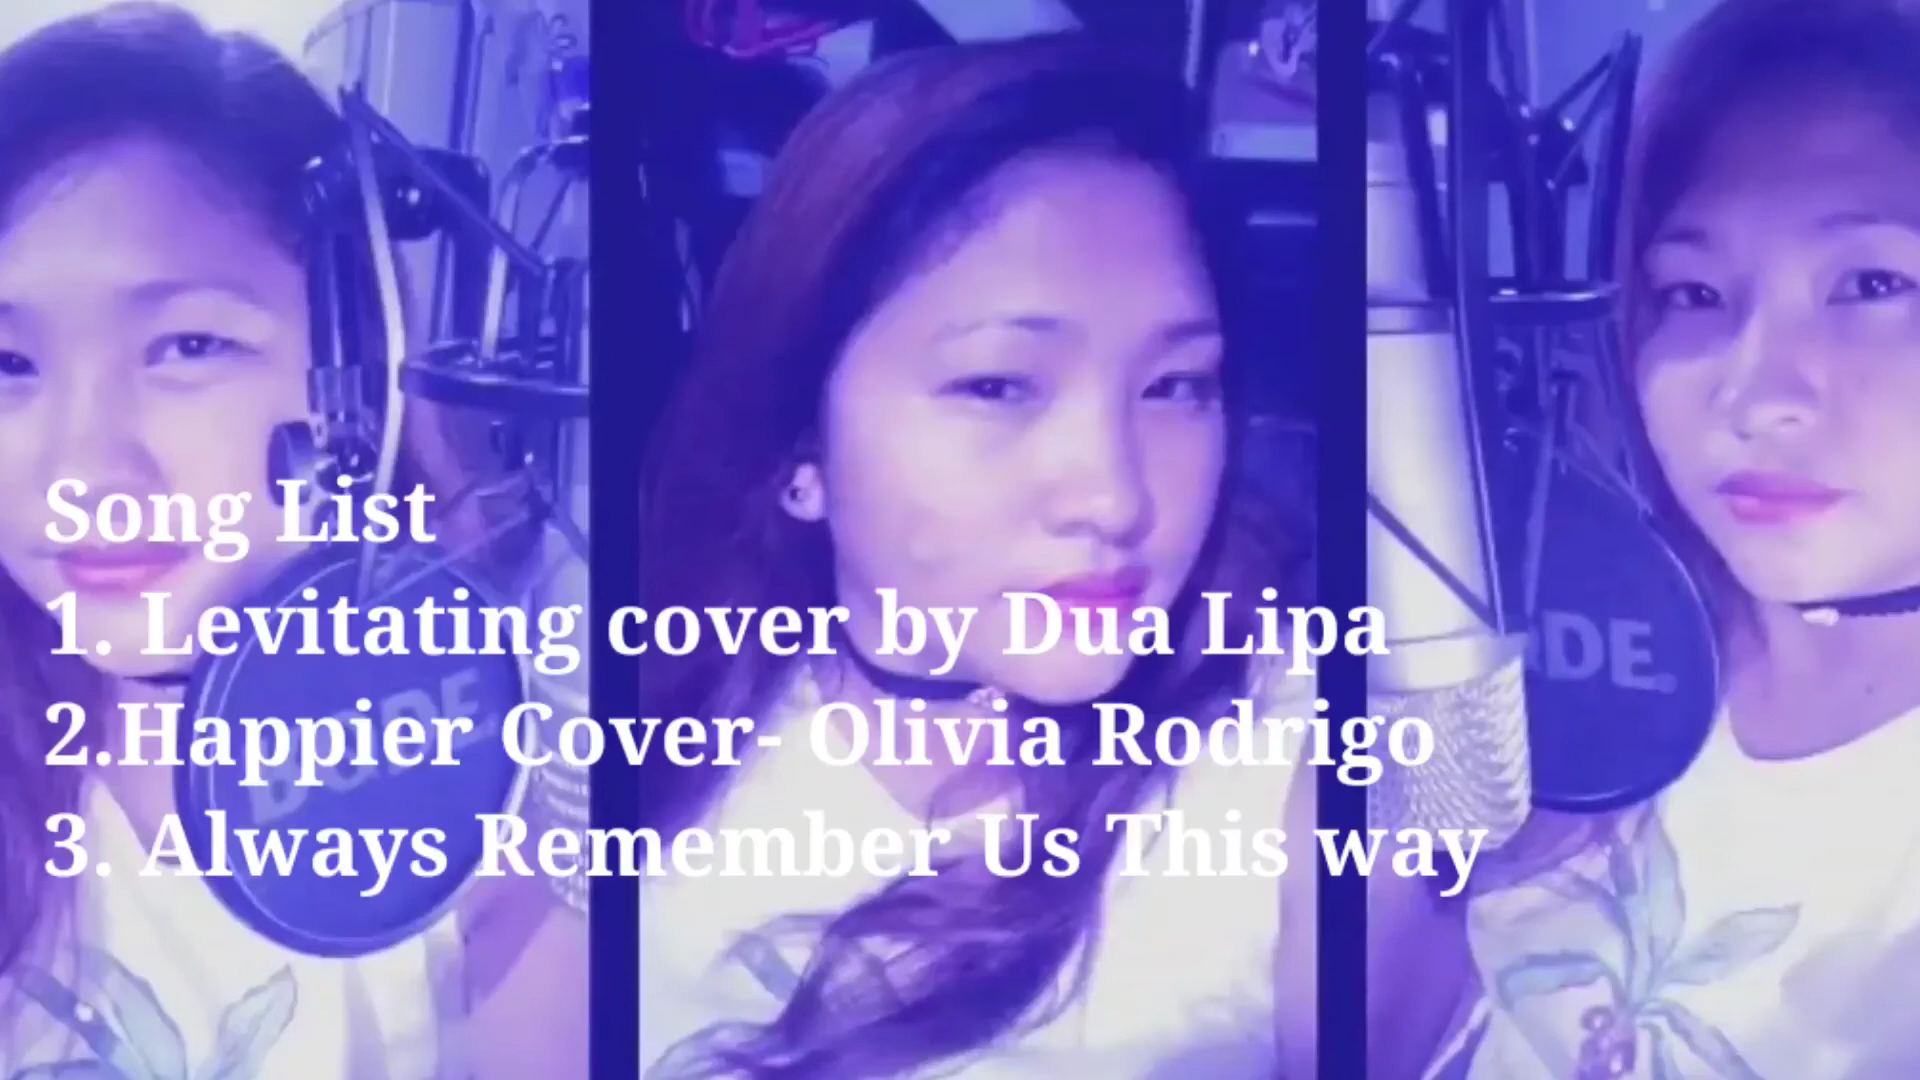 Song List
1. Levitating cover by Dua Lipa
2.Happier Cover- Olivia Rodrigo
3. Always Remember Us This way
DE.